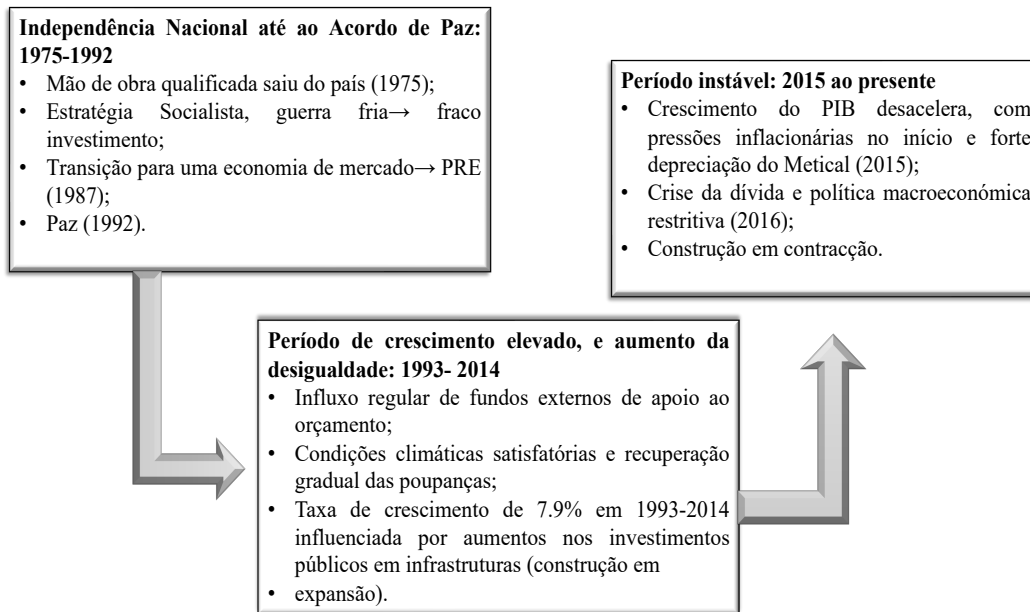 Independência Nacional até ao Acordo de Paz:
1975-1992
• Mão de obra qualificada saiu do país (1975);
• Estratégia Socialista, guerra fria→ fraco
investimento;
• Transição para uma economia de mercado→ PRE
(1987);
• Paz (1992).
Período de crescimento elevado, e aumento da
desigualdade: 1993- 2014
• Influxo regular de fundos externos de apoio ao
orçamento;
• Condições climáticas satisfatórias e recuperação
gradual das poupanças;
• Taxa de crescimento de 7.9% em 1993-2014
influenciada por aumentos nos investimentos
públicos em infrastruturas (construção em
• expansão).
Período instável: 2015 ao presente
• Crescimento do PIB desacelera, com
pressões inflacionárias no início e forte
depreciação do Metical (2015);
• Crise da dívida e política macroeconómica
restritiva (2016);
• Construção em contracção.